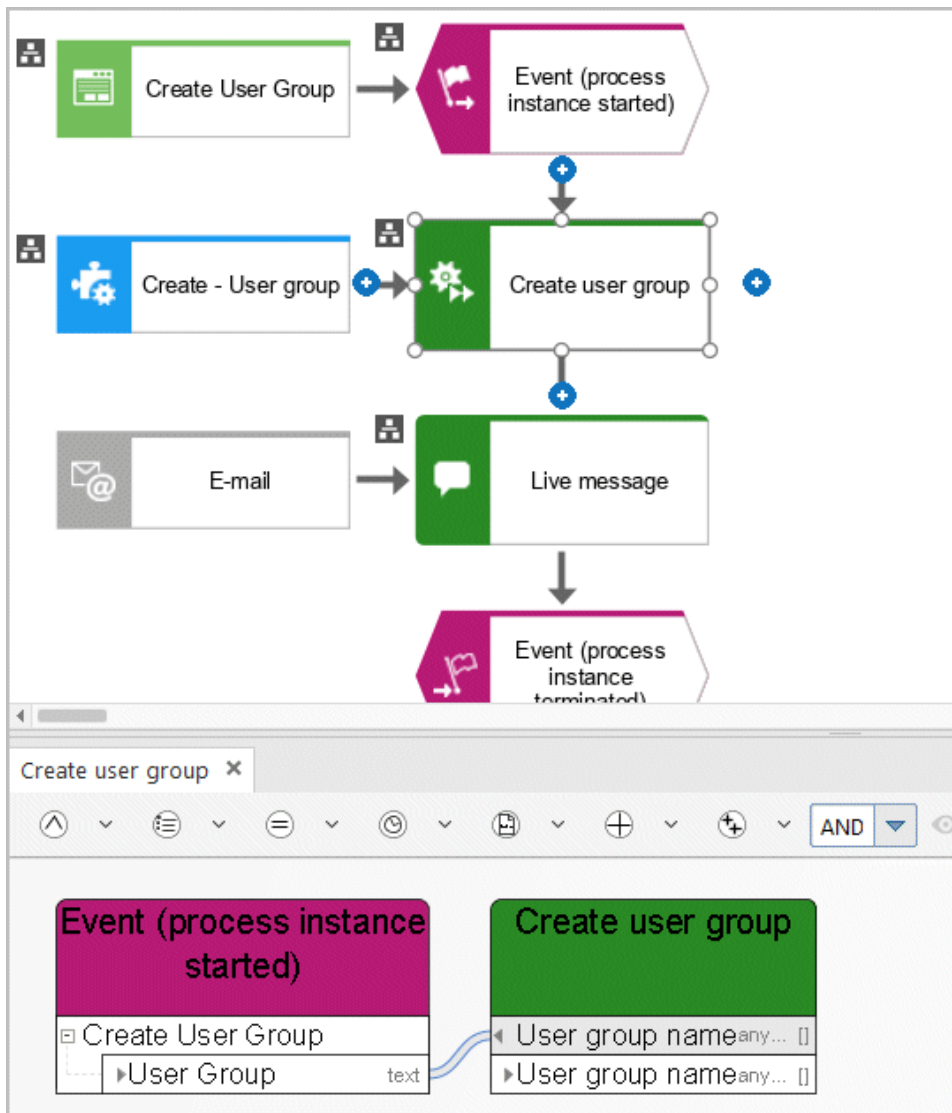 Create User Group
Event (process
instance started)
Create - User group
Create user group
E-mail
Live message
Event (process
instance
terminated)
Create user group ×
AND
Event (process instance
started)
Create user group
Create User Group
User group name any... []
User Group text
User group name any... []